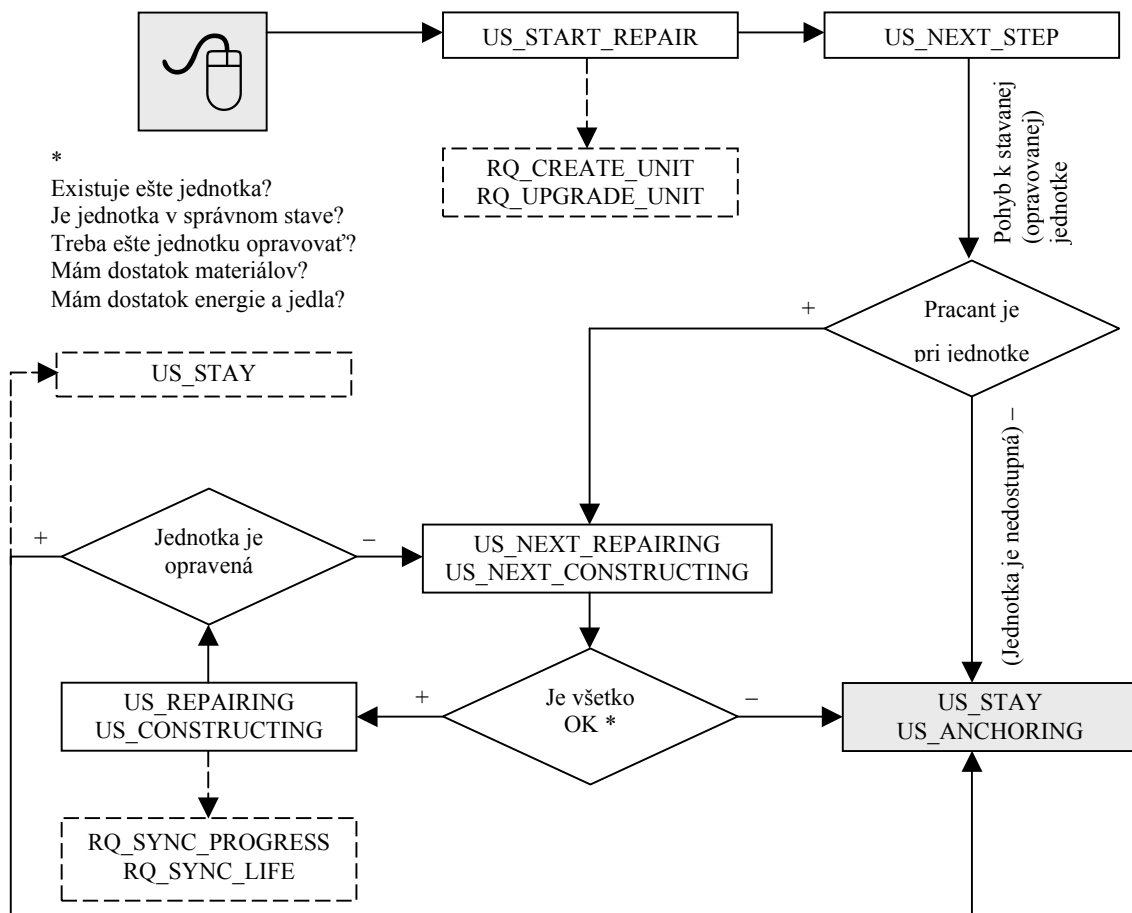 US_START_REPAIR
US_NEXT_STEP
RQ_CREATE_UNIT
RQ_UPGRADE_UNIT
Pohyb k stavanej
(opravovanej)
jednotke
*
Existuje ešte jednotka?
Je jednotka v správnom stave?
Treba ešte jednotku opravovať?
Mám dostatok materiálov?
Mám dostatok energie a jedla?
+
Pracant je
pri jednotke
US_STAY
(Jednotka je nedostupná) –
+
Jednotka je
opravená
–
US_NEXT_REPAIRING
US_NEXT_CONSTRUCTING
US_REPAIRING
US_CONSTRUCTING
+
Je všetko
OK *
–
US_STAY
US_ANCHORING
RQ_SYNC_PROGRESS
RQ_SYNC_LIFE